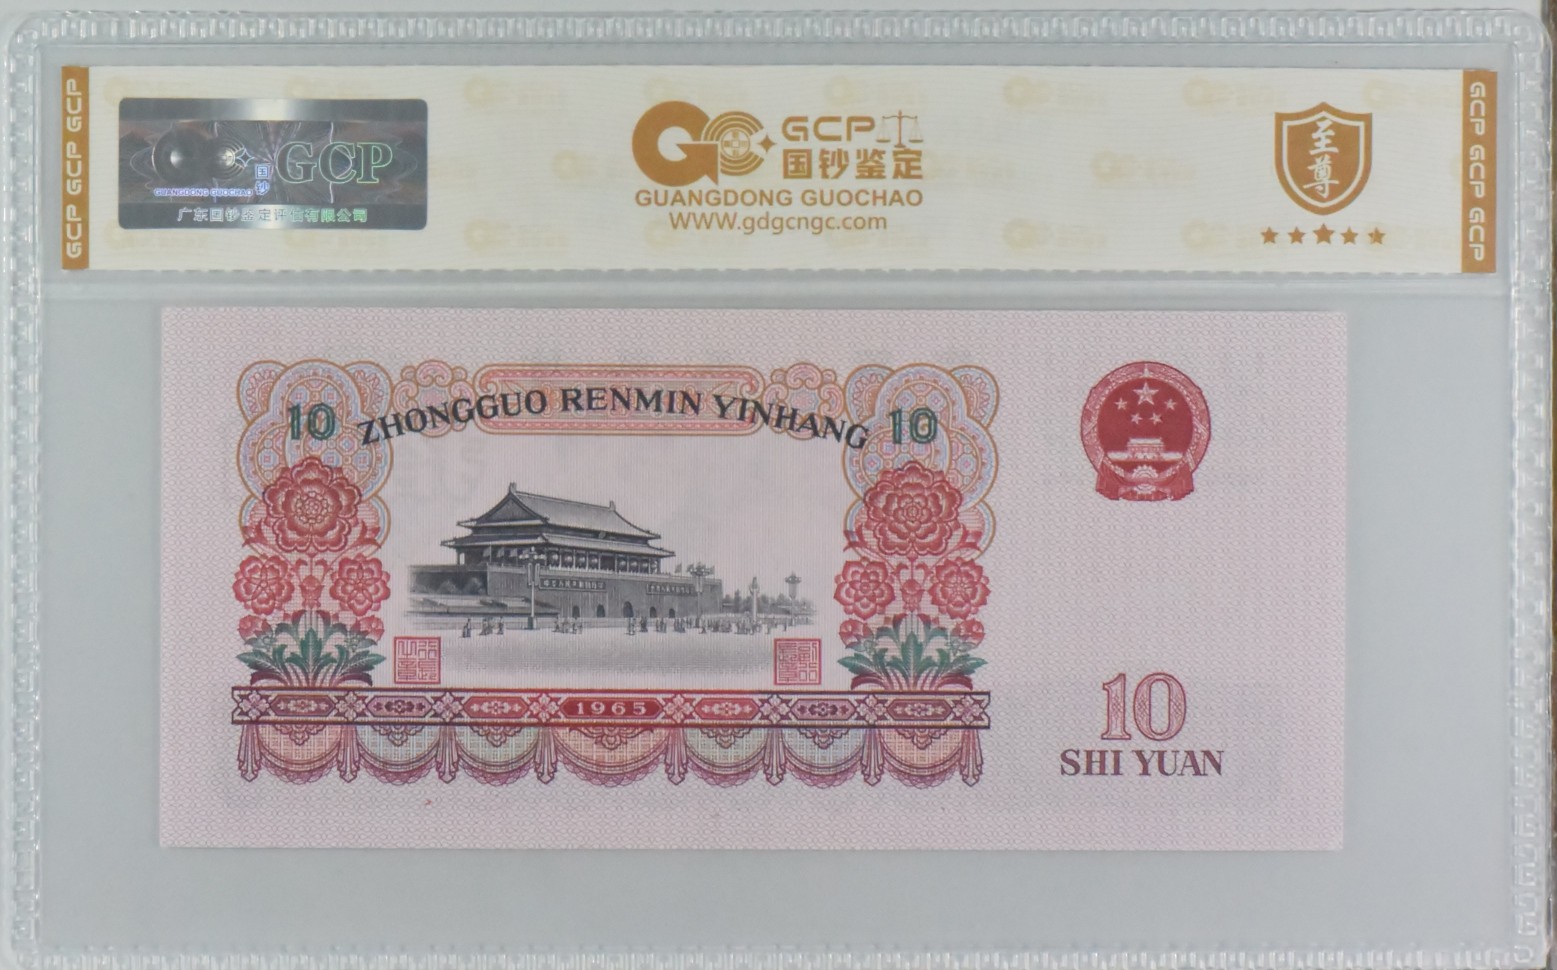 GCP GCP GCP
国
钞
GCP
GUANGDONG GUOCHAO
广东国钞鉴定评估有限公司
GCP
国钞鉴定
GUANGDONG GUOCHAO
WWW.gdgcngc.com
至
尊
GCP GCP GCP
10 ZHONGGUO RENMIN YINHANG 10
1965
10
SHI YUAN